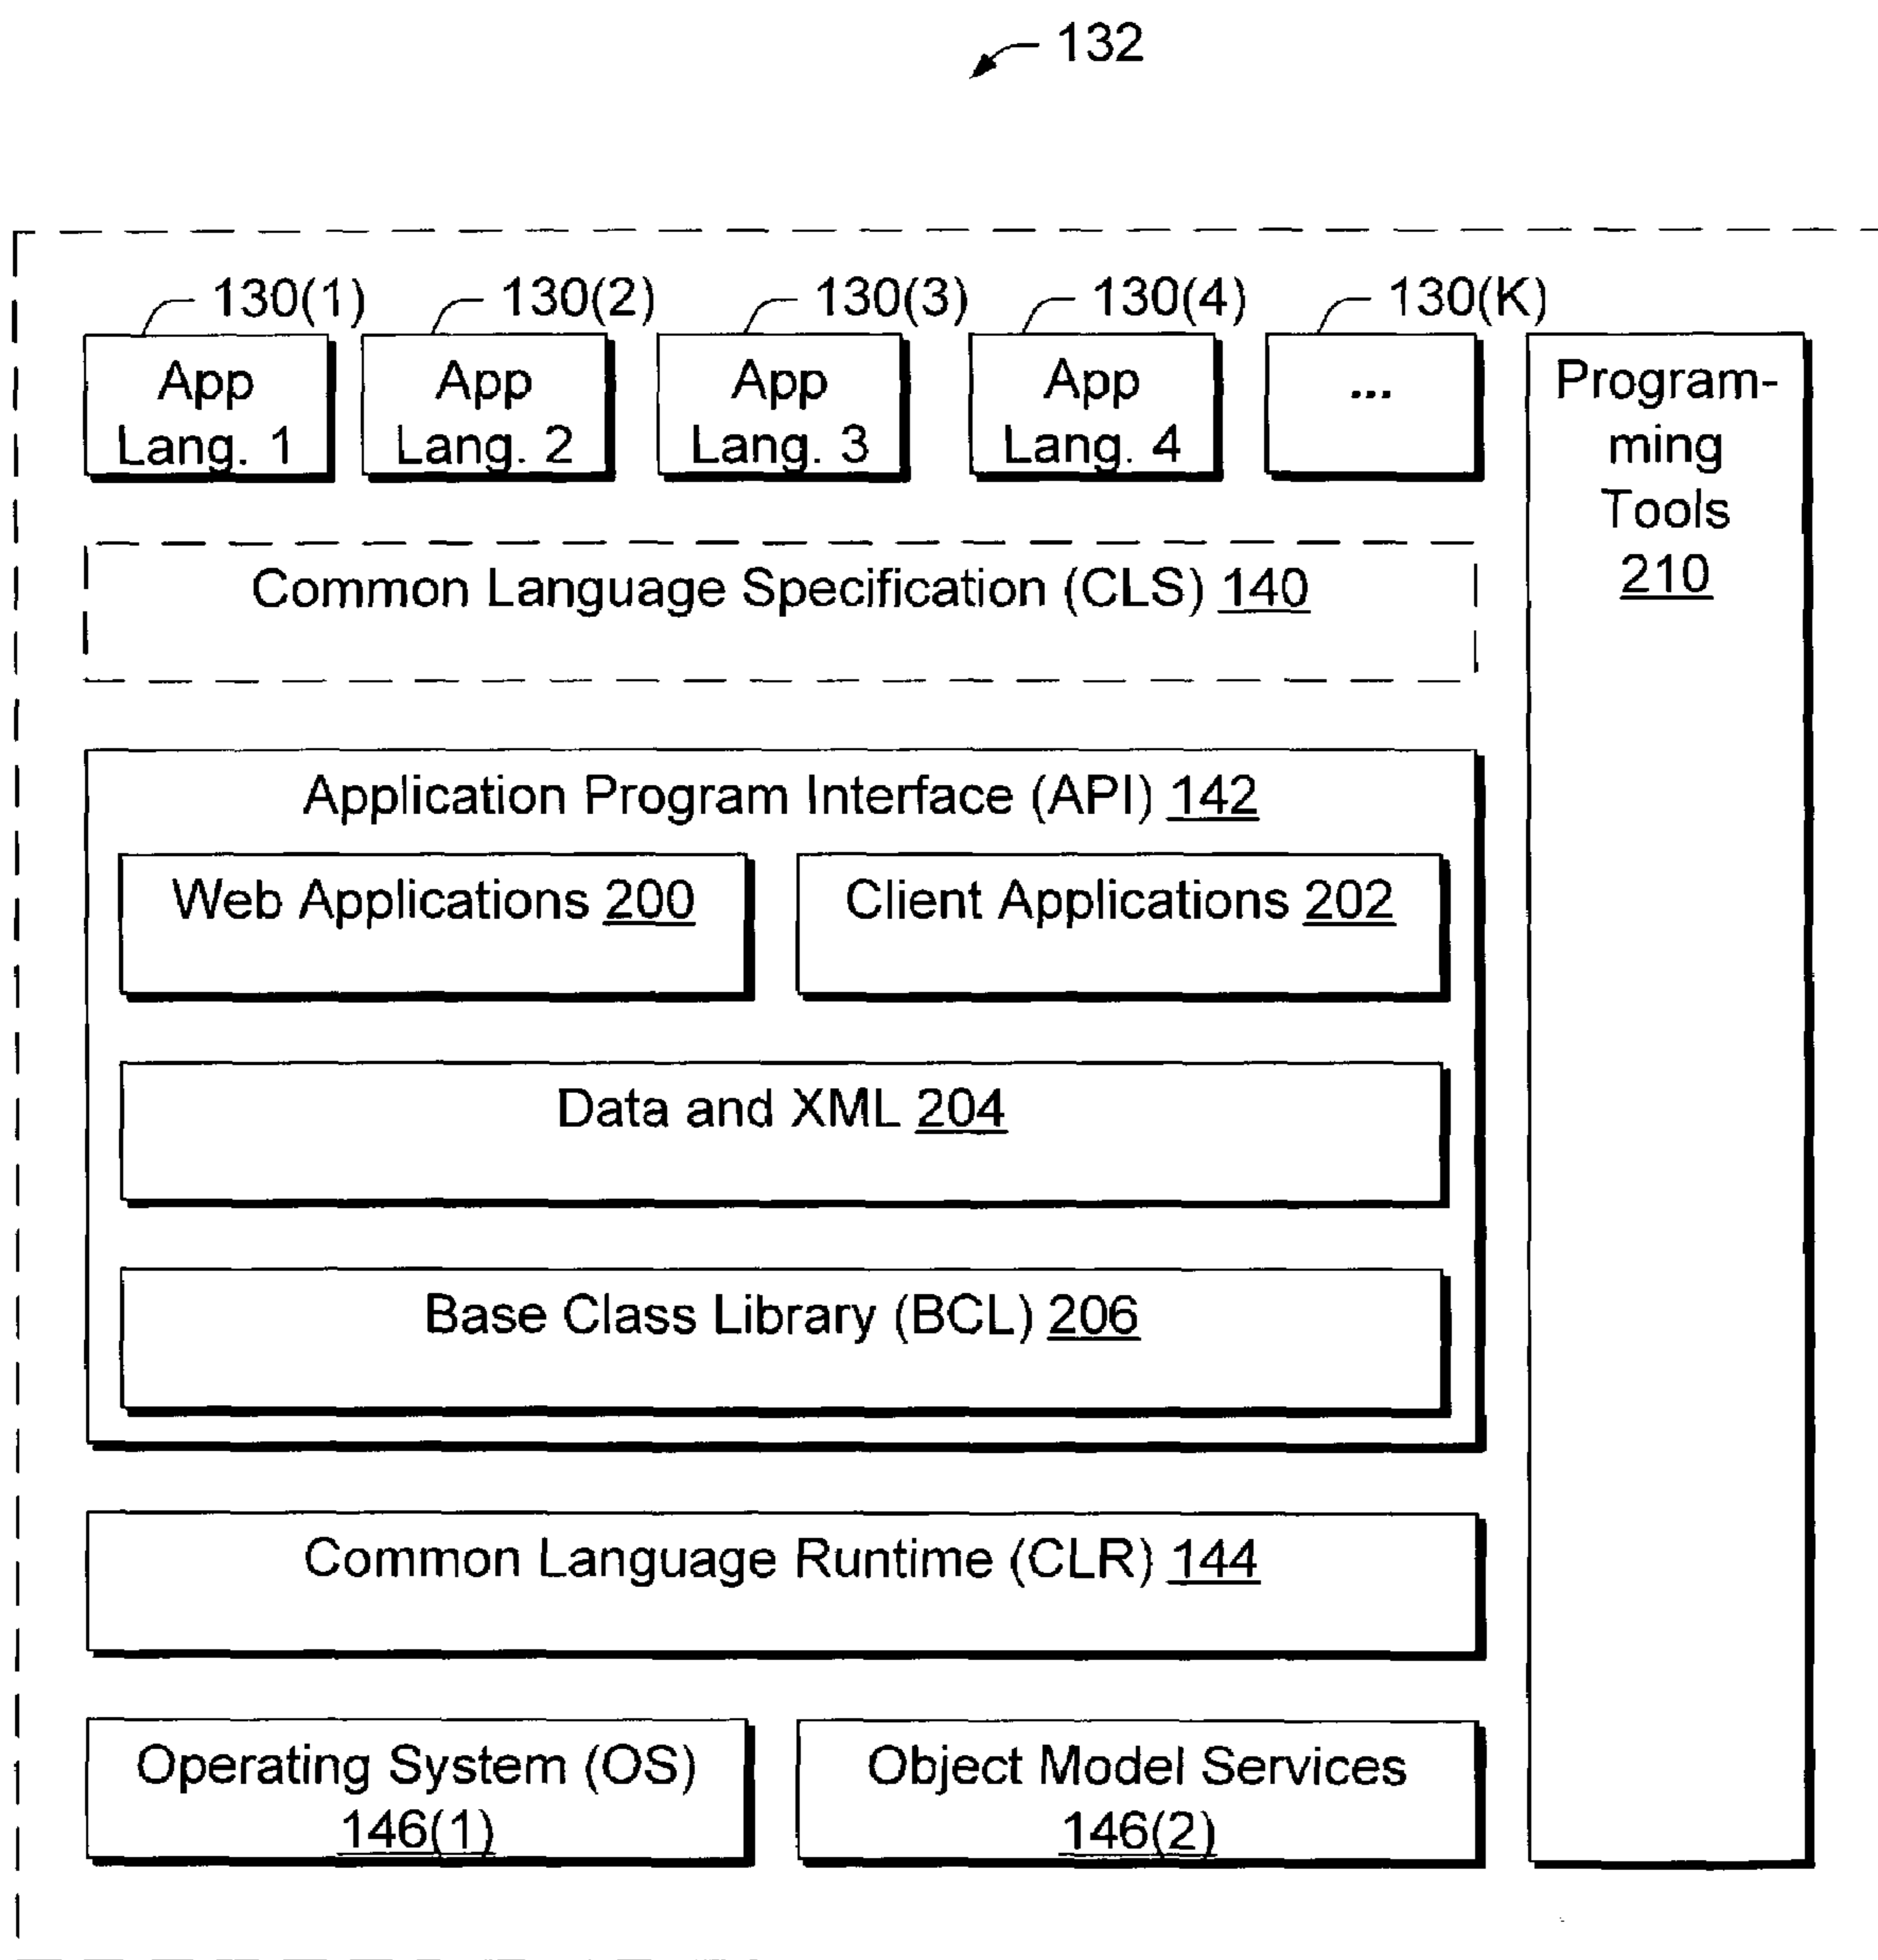 132
130(1) 130(2) 130(3) 130(4) 130(K)
App
Lang. 1
App
Lang. 2
App
Lang. 3
App
Lang. 4
...
Program-
ming
Tools
210
Common Language Specification (CLS) 140
Application Program Interface (API) 142
Web Applications 200
Client Applications 202
Data and XML 204
Base Class Library (BCL) 206
Common Language Runtime (CLR) 144
Operating System (OS)
146(1)
Object Model Services
146(2)